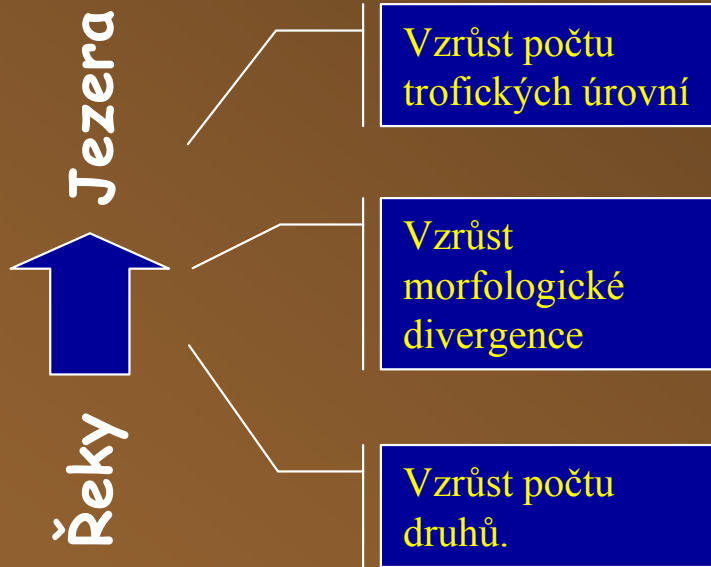 Jezera
Řeky
Vzrůst počtu
trofických úrovní
Vzrůst
morfologické
divergence
Vzrůst počtu
druhů.